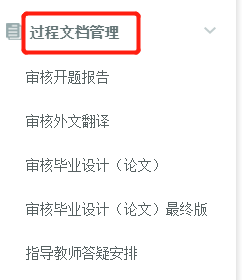 过程文档管理
审核开题报告
审核外文翻译
审核毕业设计（论文）
审核毕业设计（论文）最终版
指导教师答疑安排